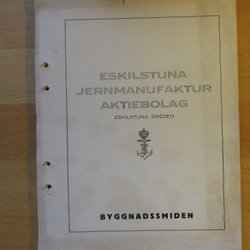 ESKILSTUNA
JERNMANUFAKTUR
AKTIEBOLAG
ESKILSTUNA, SWEDEN
BYGGNADSSMIDEN